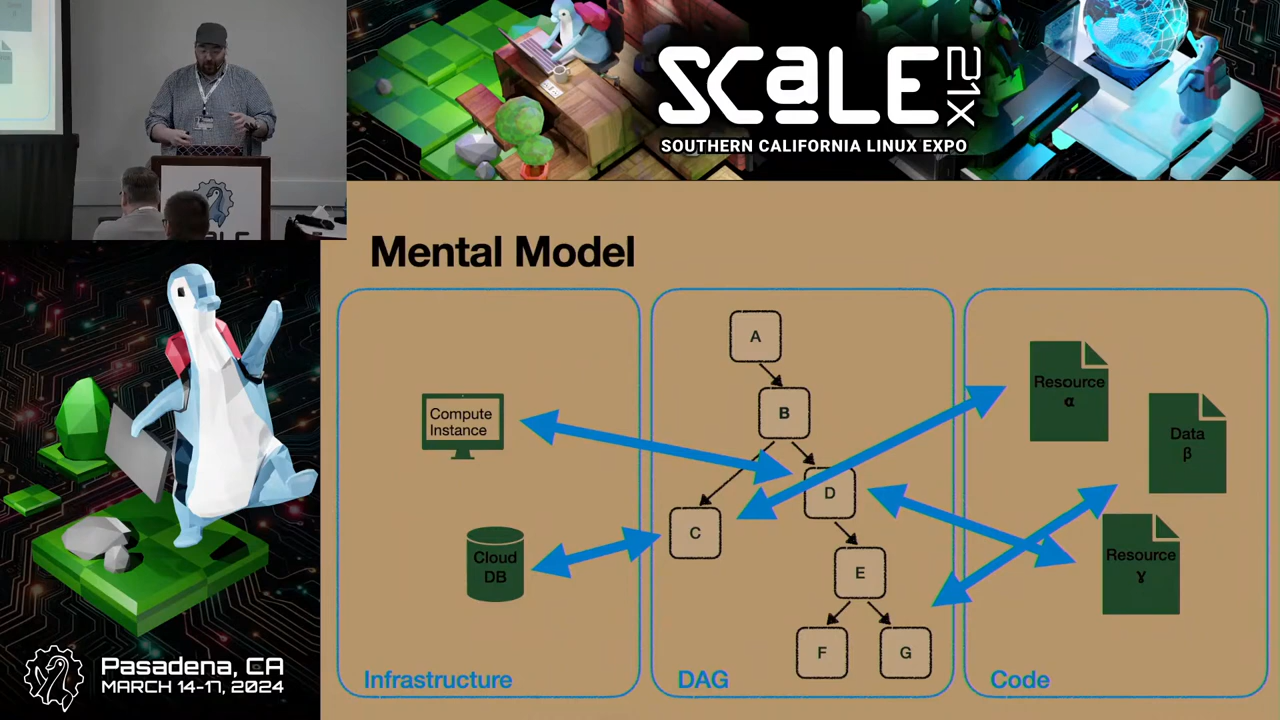 SCALE 21X
SOUTHERN CALIFORNIA LINUX EXPO
Mental Model
Compute
Instance
Cloud
DB
Infrastructure
A
B
C
D
E
F
G
DAG
Resource
α
Data
β
Resource
γ
Code
Pasadena, CA
MARCH 14-17, 2024